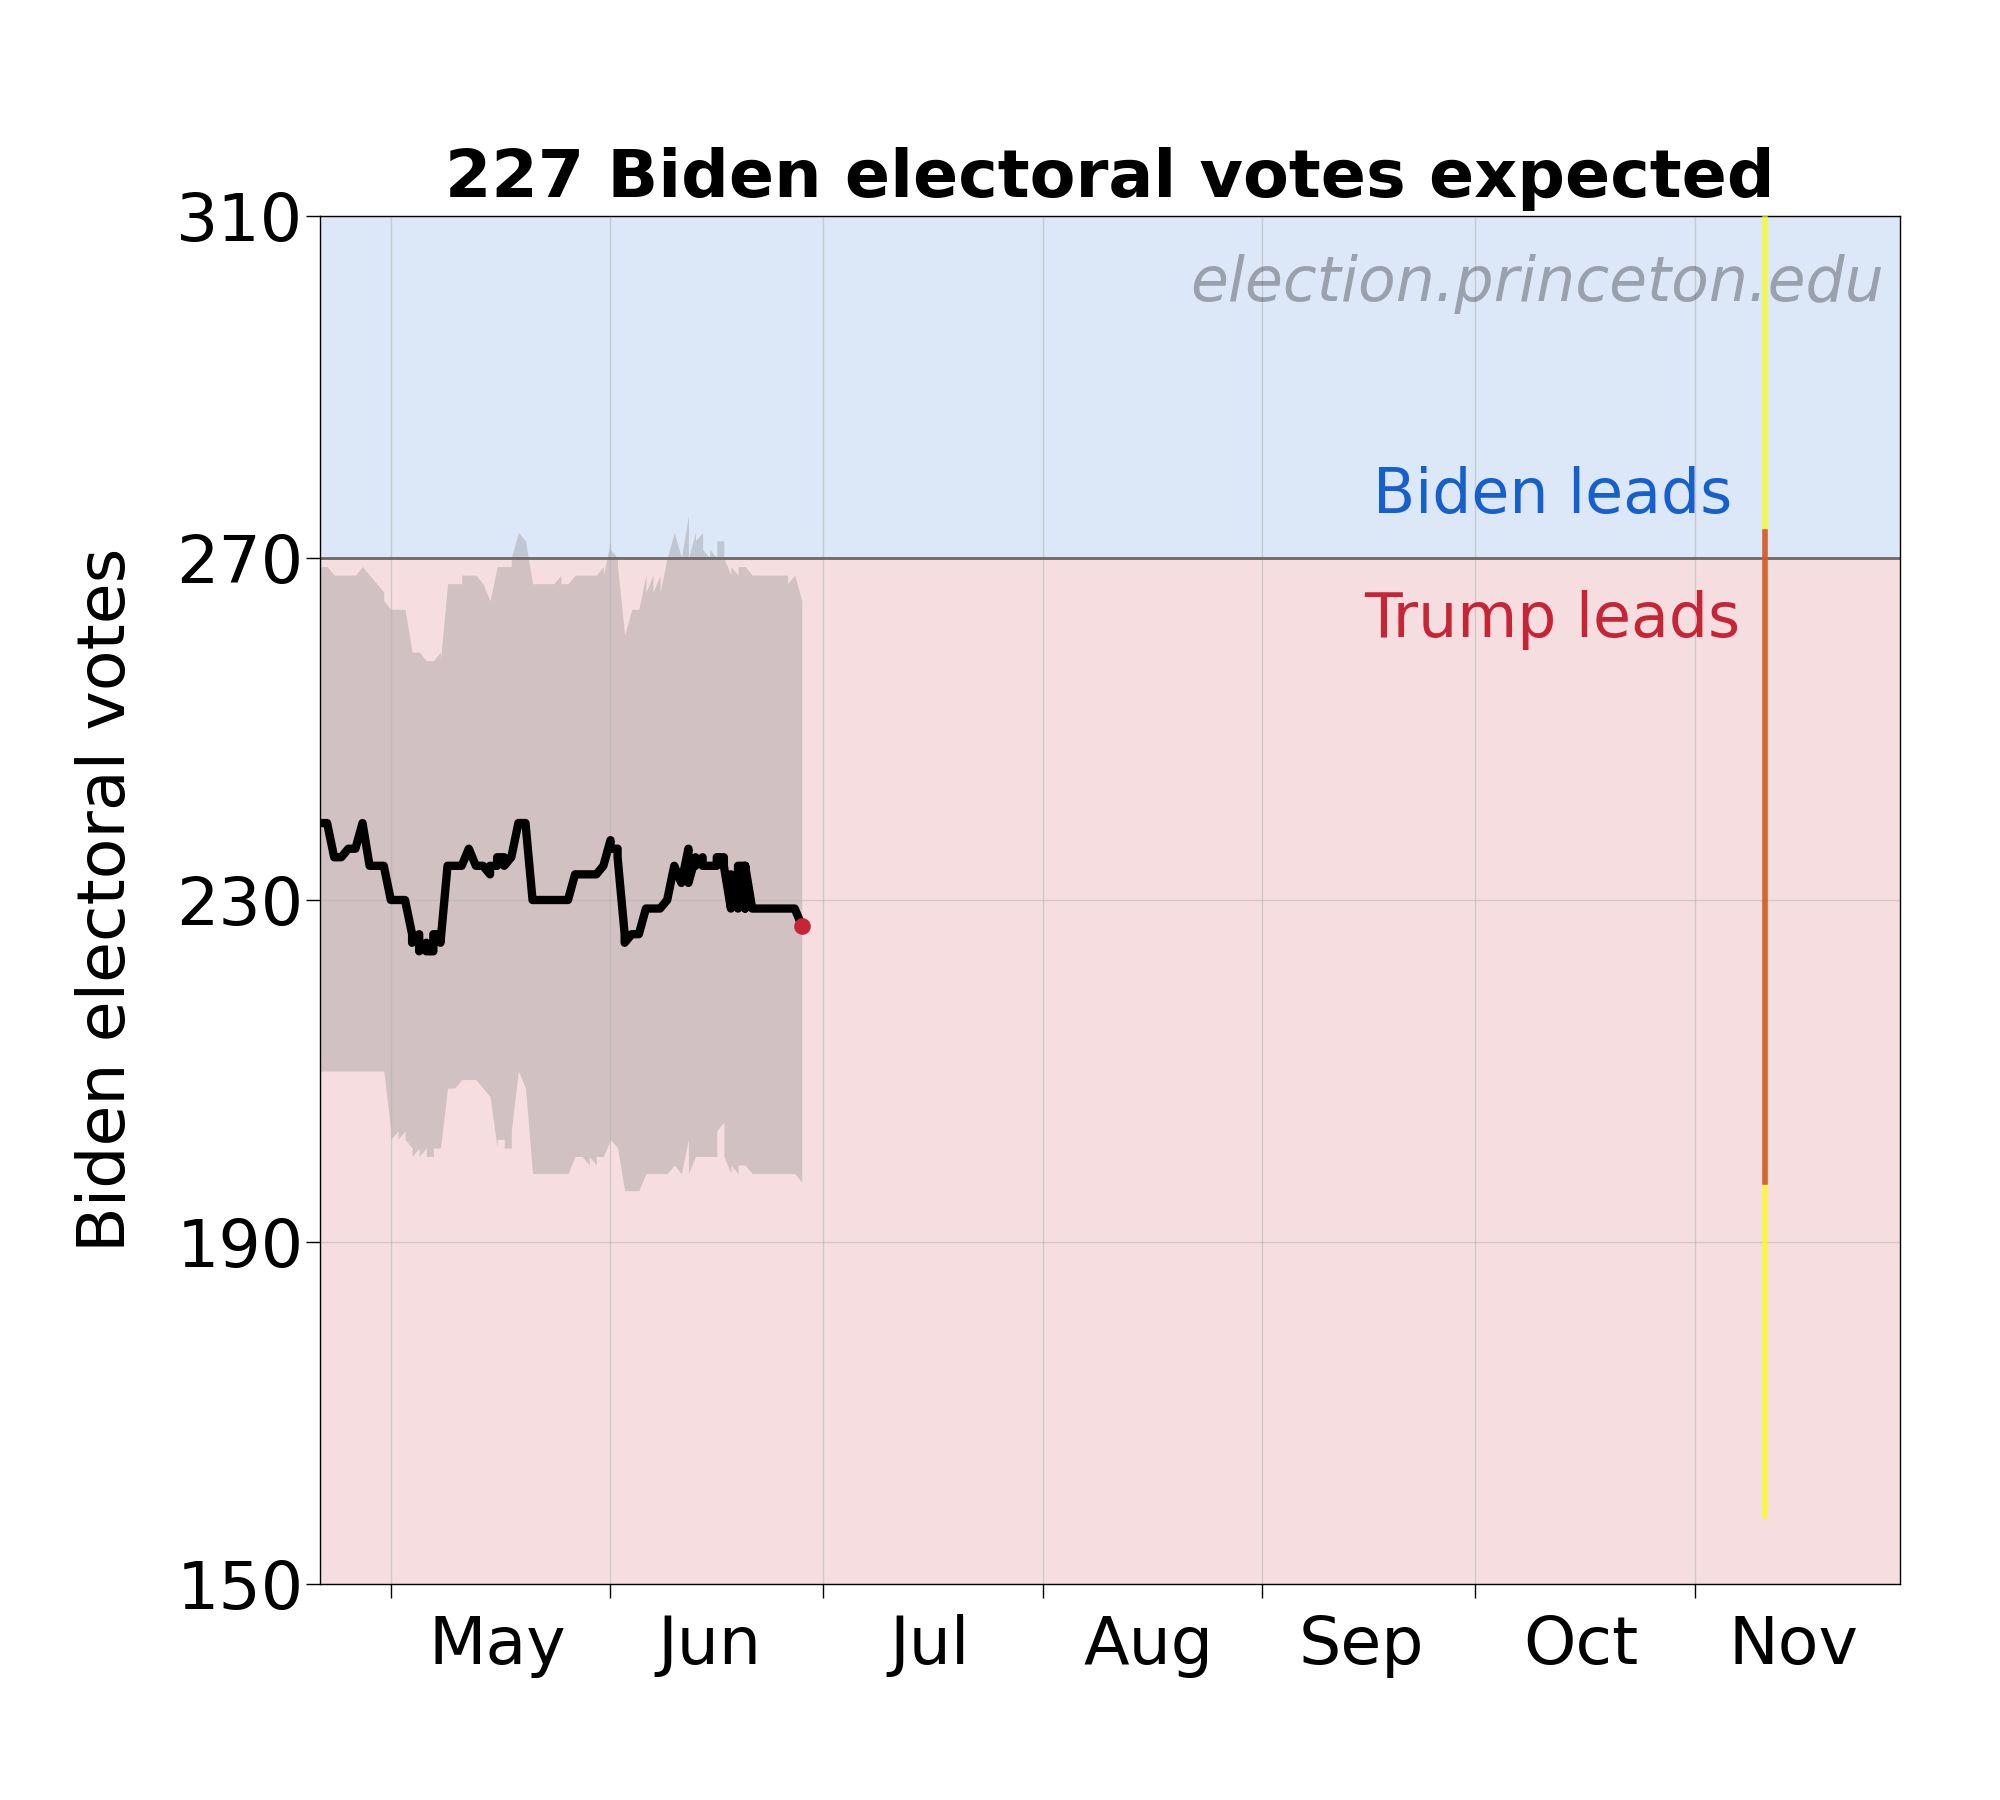 227 Biden electoral votes expected
310
election.princeton.edu
Biden leads
270
Trump leads
Biden electoral votes
230
190
150
May Jun Jul Aug Sep Oct Nov